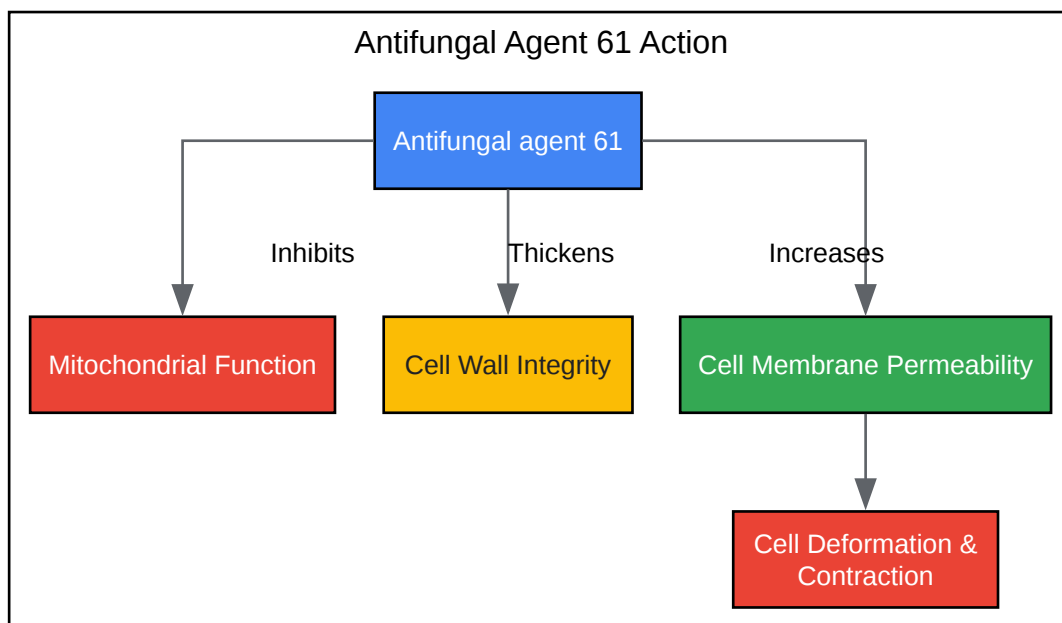 Antifungal Agent 61 Action
Antifungal agent 61
Inhibits
Thickens
Increases
Mitochondrial Function
Cell Wall Integrity
Cell Membrane Permeability
Cell Deformation &
Contraction